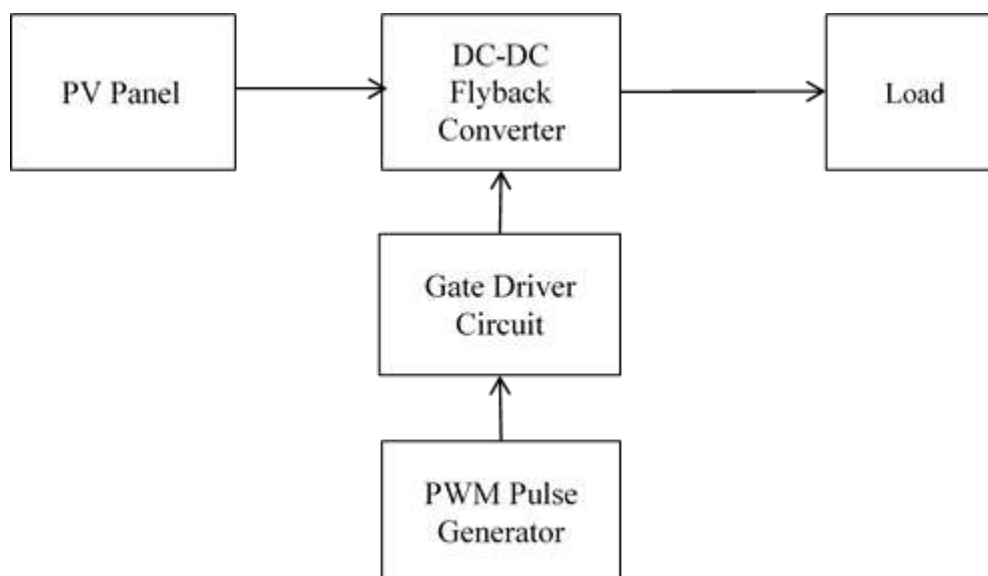 PV Panel
DC-DC
Flyback
Converter
Load
Gate Driver
Circuit
PWM Pulse
Generator